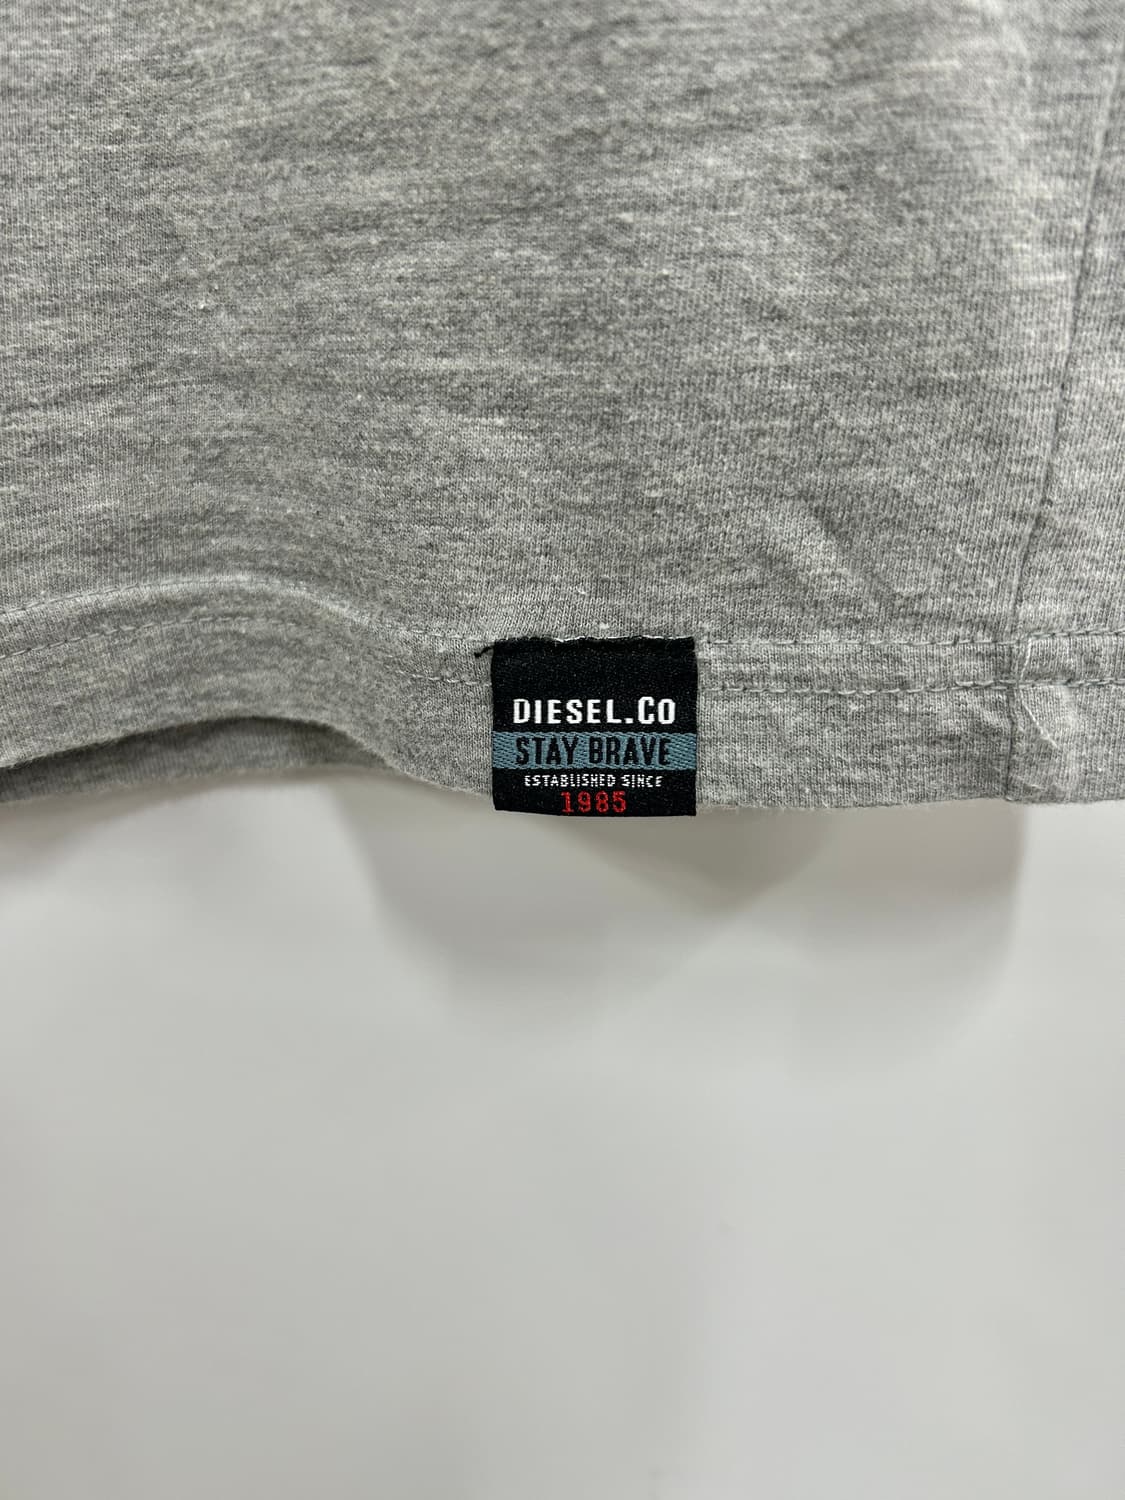 DIESEL.CO
STAY BRAVE
ESTABLISHED SINCE
1985